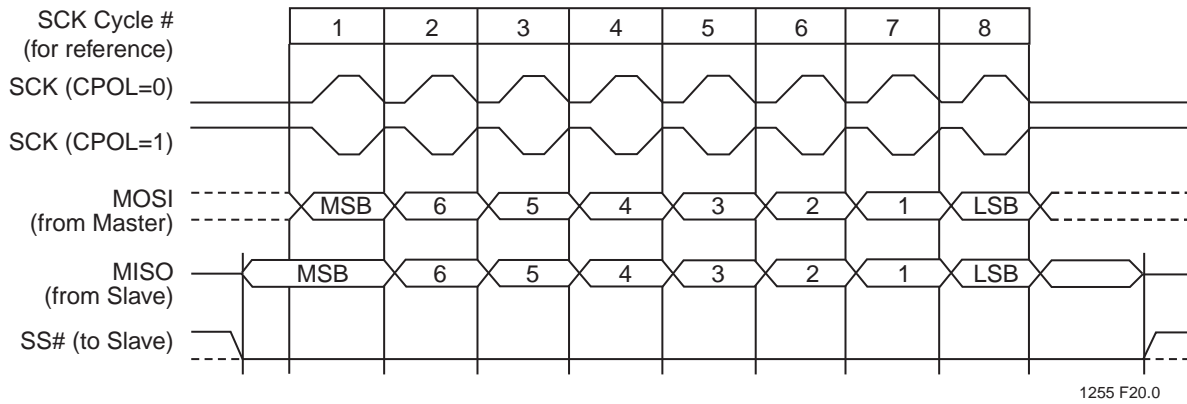 SCK Cycle #
(for reference)
1 2 3 4 5 6 7 8
SCK (CPOL=0)
SCK (CPOL=1)
MOSI
(from Master)
MSB 6 5 4 3 2 1 LSB
MISO
(from Slave)
MSB 6 5 4 3 2 1 LSB
SS# (to Slave)
1255 F20.0